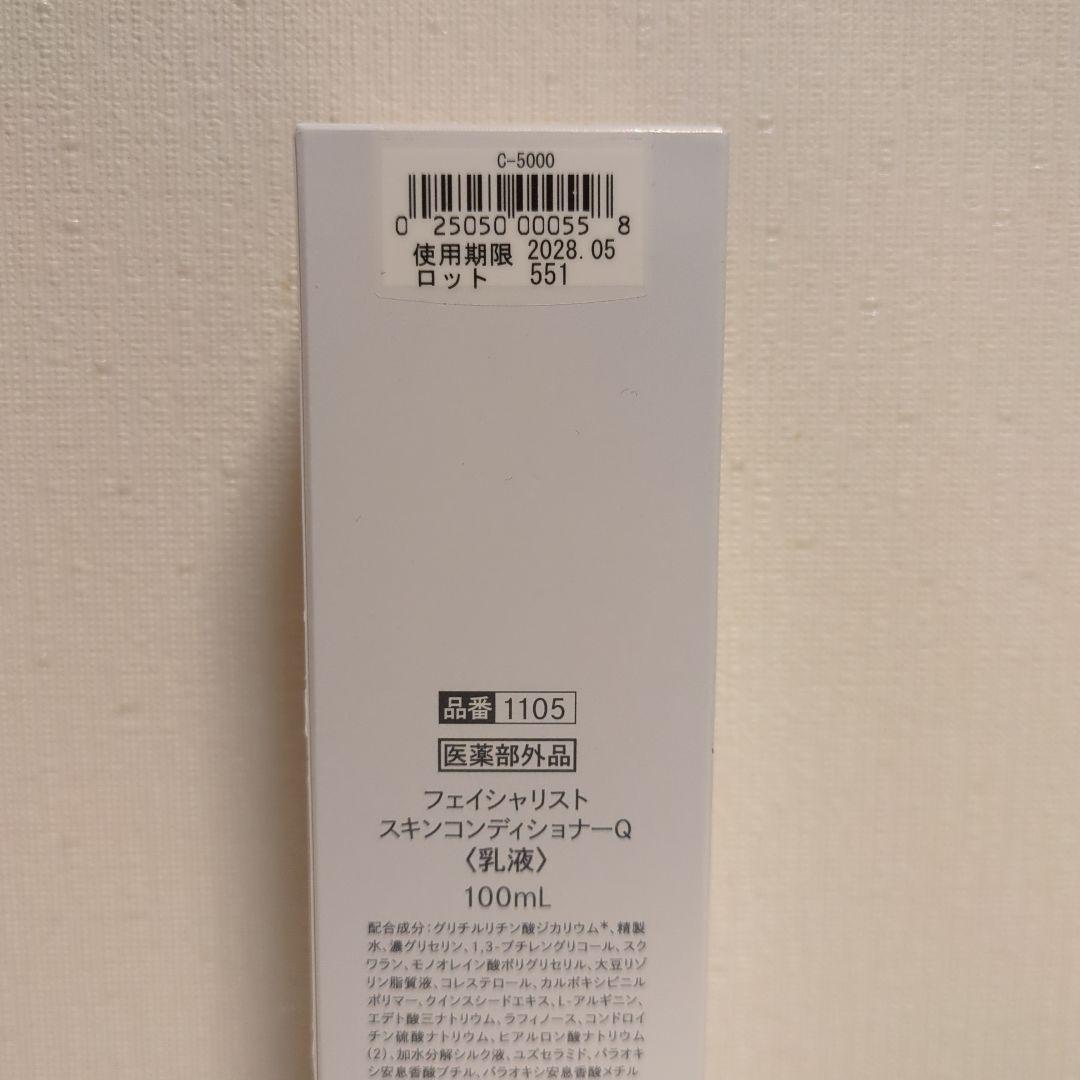 C-5000
0 25050 00055 8
使用期限 2028.05
ロット 551
品番 1105
医薬部外品
フェイシャリスト
スキンコンディショナーQ
〈乳液〉
100mL
配合成分:グリチルリチン酸ジカリウム*、精製
水、濃グリセリン、1,3-ブチレングリコール、スク
ワラン、モノオレイン酸ポリグリセリル、大豆リゾ
リン脂質液、コレステロール、カルボキシビニル
ポリマー、クインスシードエキス、L-アルギニン、
エデト酸三ナトリウム、ラフィノース、コンドロイ
チン硫酸ナトリウム、ヒアルロン酸ナトリウム
(2)、加水分解シルク液、ユズセラミド、パラオキ
シ安息香酸ブチル、パラオキシ安息香酸メチル